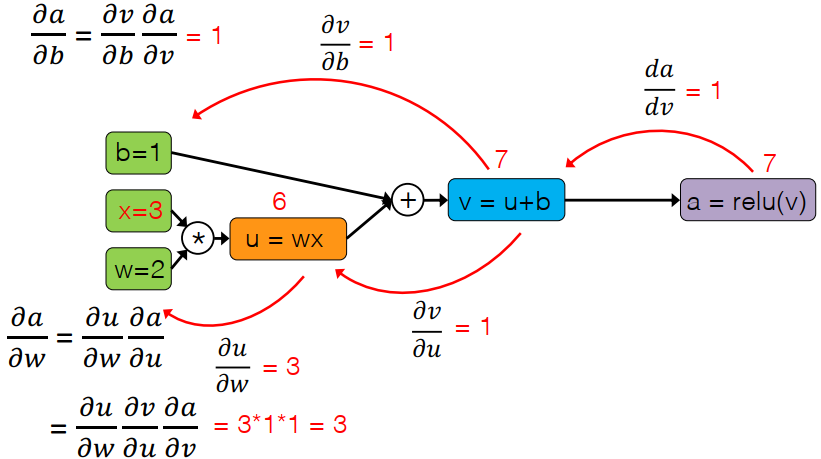 ∂a/∂b = ∂v/∂b ∂a/∂v = 1
∂v/∂b = 1
da/dv = 1
b=1
7
7
x=3
6
+
v = u+b
a = relu(v)
*
u = wx
w=2
∂a/∂w = ∂u/∂w ∂a/∂u
∂u/∂w = 3
∂v/∂u = 1
= ∂u/∂w ∂v/∂u ∂a/∂v = 3*1*1 = 3